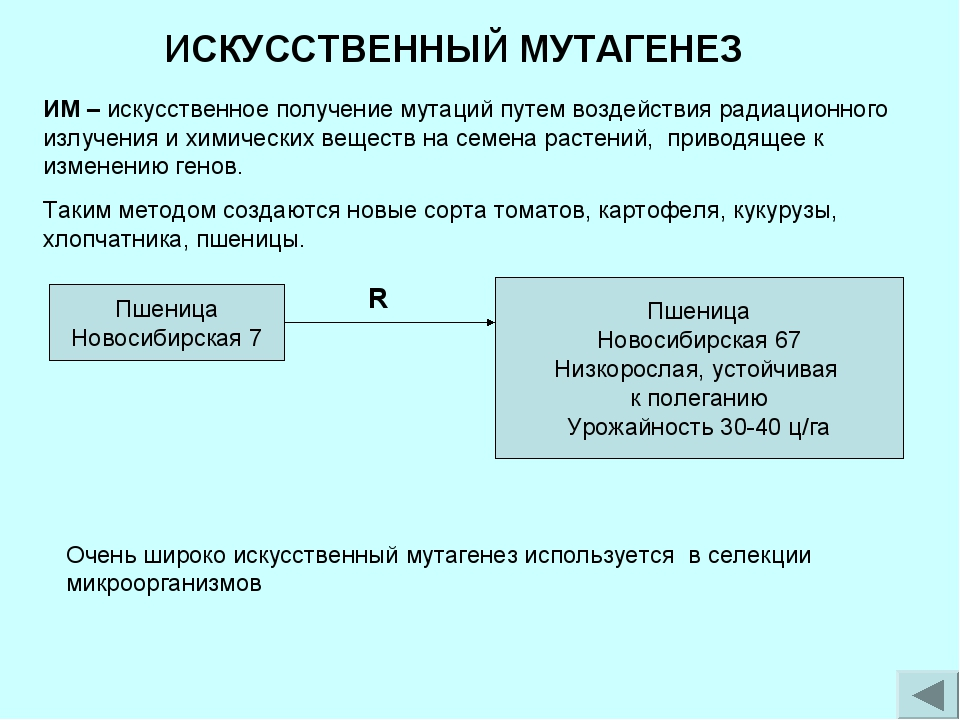 ИСКУССТВЕННЫЙ МУТАГЕНЕЗ
ИМ – искусственное получение мутаций путем воздействия радиационного
излучения и химических веществ на семена растений, приводящее к
изменению генов.
Таким методом создаются новые сорта томатов, картофеля, кукурузы,
хлопчатника, пшеницы.
Пшеница
Новосибирская 7
R
Пшеница
Новосибирская 67
Низкорослая, устойчивая
к полеганию
Урожайность 30-40 ц/га
Очень широко искусственный мутагенез используется в селекции
микроорганизмов